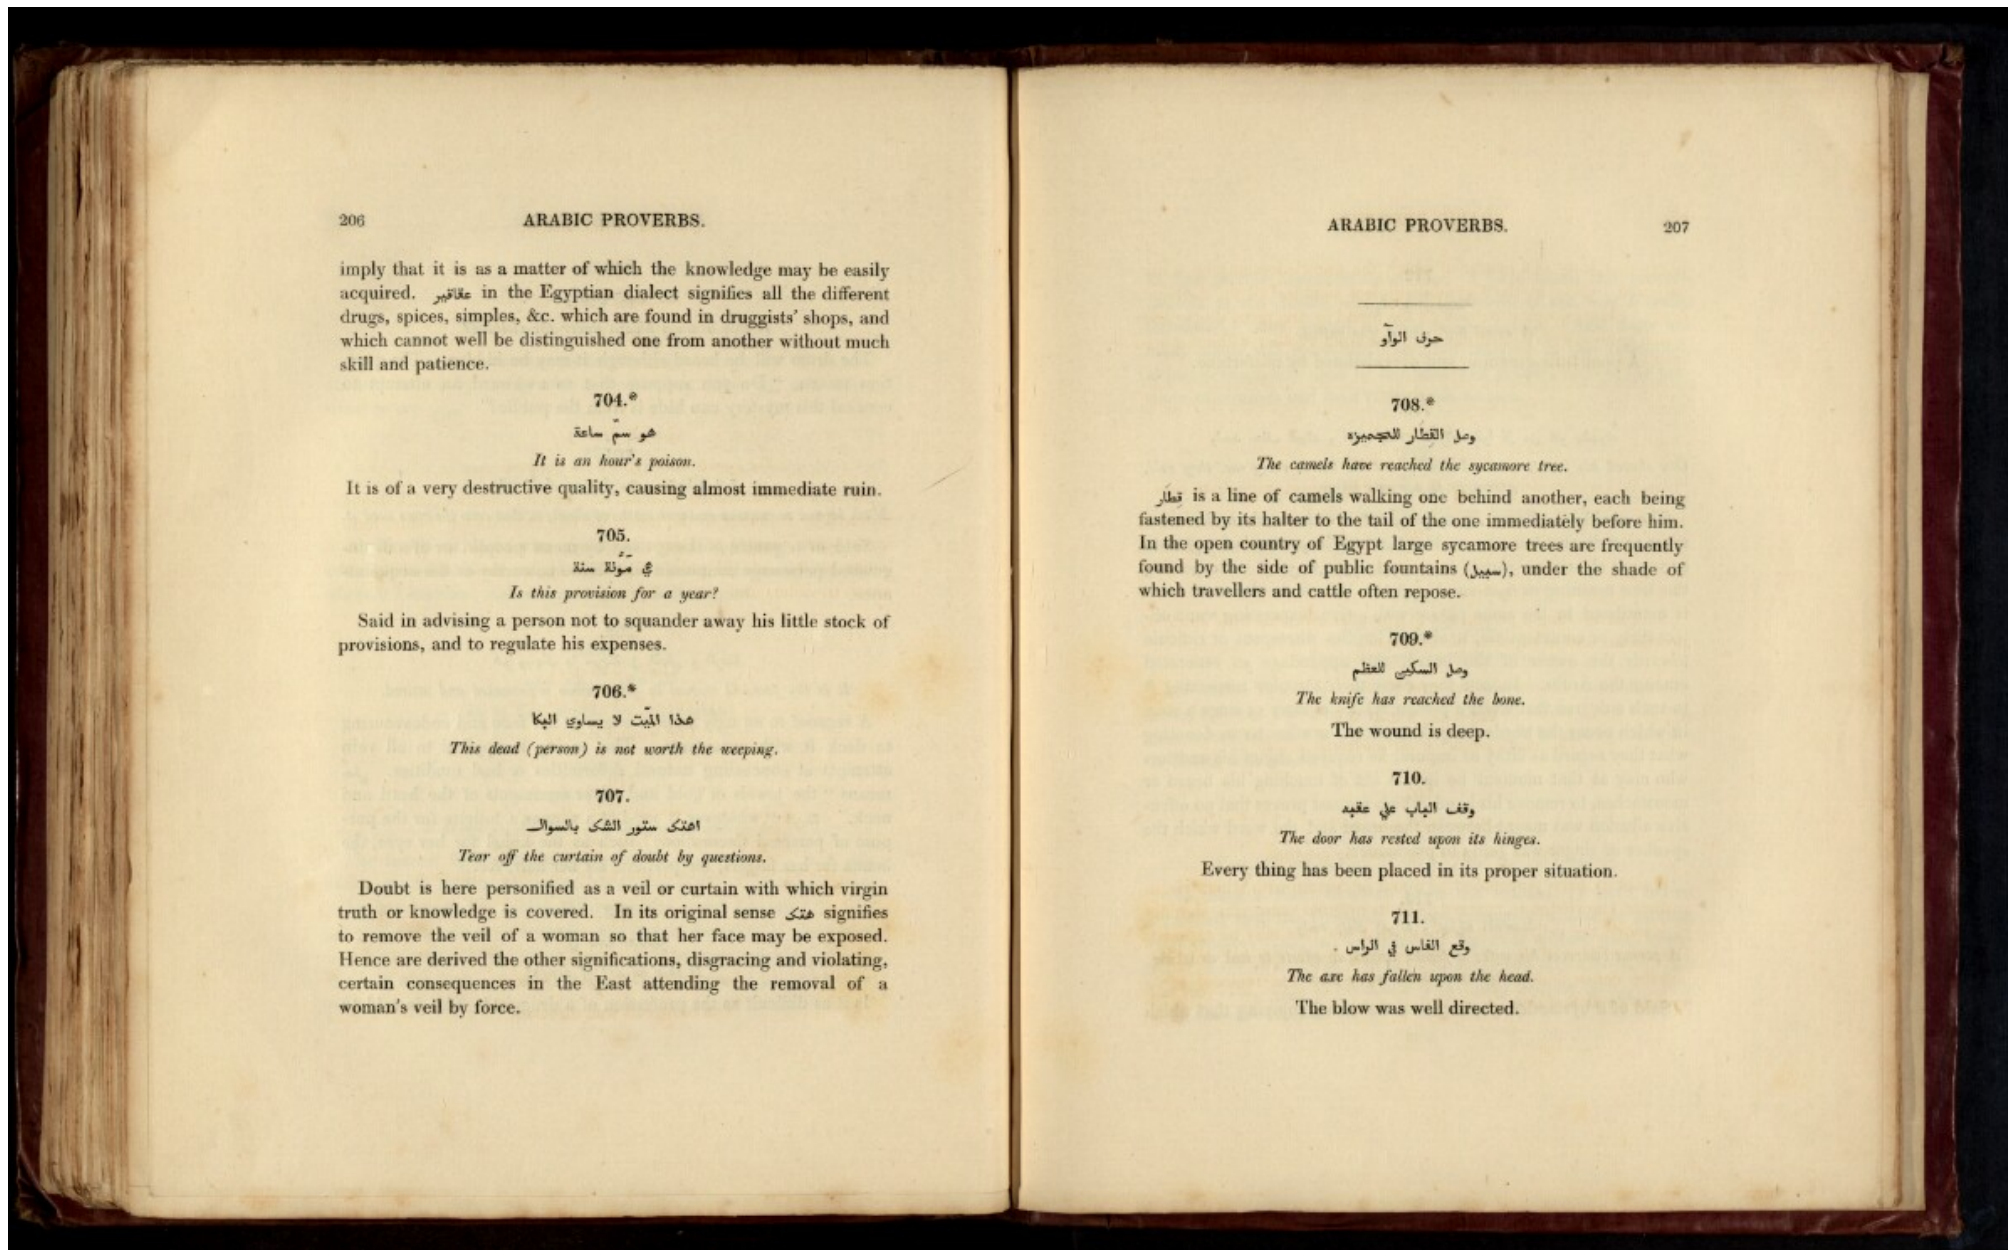 206 ARABIC PROVERBS.
imply that it is as a matter of which the knowledge may be easily
acquired. عقاقير in the Egyptian dialect signifies all the different
drugs, spices, simples, &c. which are found in druggists' shops, and
which cannot well be distinguished one from another without much
skill and patience.
704.*
هو سمّ ساعة
It is an hour's poison.
It is of a very destructive quality, causing almost immediate ruin.
705.
مونة سنة
Is this provision for a year?
Said in advising a person not to squander away his little stock of
provisions, and to regulate his expenses.
706.*
هذا الميّت لا يساوي البكا
This dead (person) is not worth the weeping.
707.
اهتك ستور الشك بالسوال
Tear off the curtain of doubt by questions.
Doubt is here personified as a veil or curtain with which virgin
truth or knowledge is covered. In its original sense هتك signifies
to remove the veil of a woman so that her face may be exposed.
Hence are derived the other significations, disgracing and violating,
certain consequences in the East attending the removal of a
woman's veil by force.
ARABIC PROVERBS. 207
حرف الوآو
708.*
وصل القطار للجميزه
The camels have reached the sycamore tree.
قطار is a line of camels walking one behind another, each being
fastened by its halter to the tail of the one immediately before him.
In the open country of Egypt large sycamore trees are frequently
found by the side of public fountains (سبيل), under the shade of
which travellers and cattle often repose.
709.*
وصل السكين للعظم
The knife has reached the bone.
The wound is deep.
710.
وقف الباب علي عقبه
The door has rested upon its hinges.
Every thing has been placed in its proper situation.
711.
وقع الفاس في الراس .
The axe has fallen upon the head.
The blow was well directed.